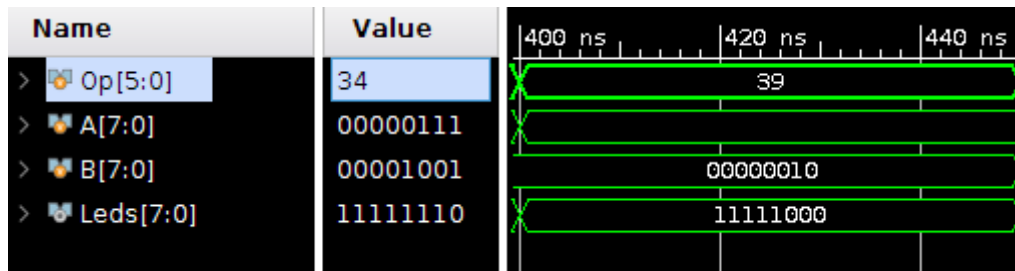 Name Value 400 ns 420 ns 440 ns
Op[5:0] 34 39
A[7:0] 00000111
B[7:0] 00001001 00000010
Leds[7:0] 11111110 11111000